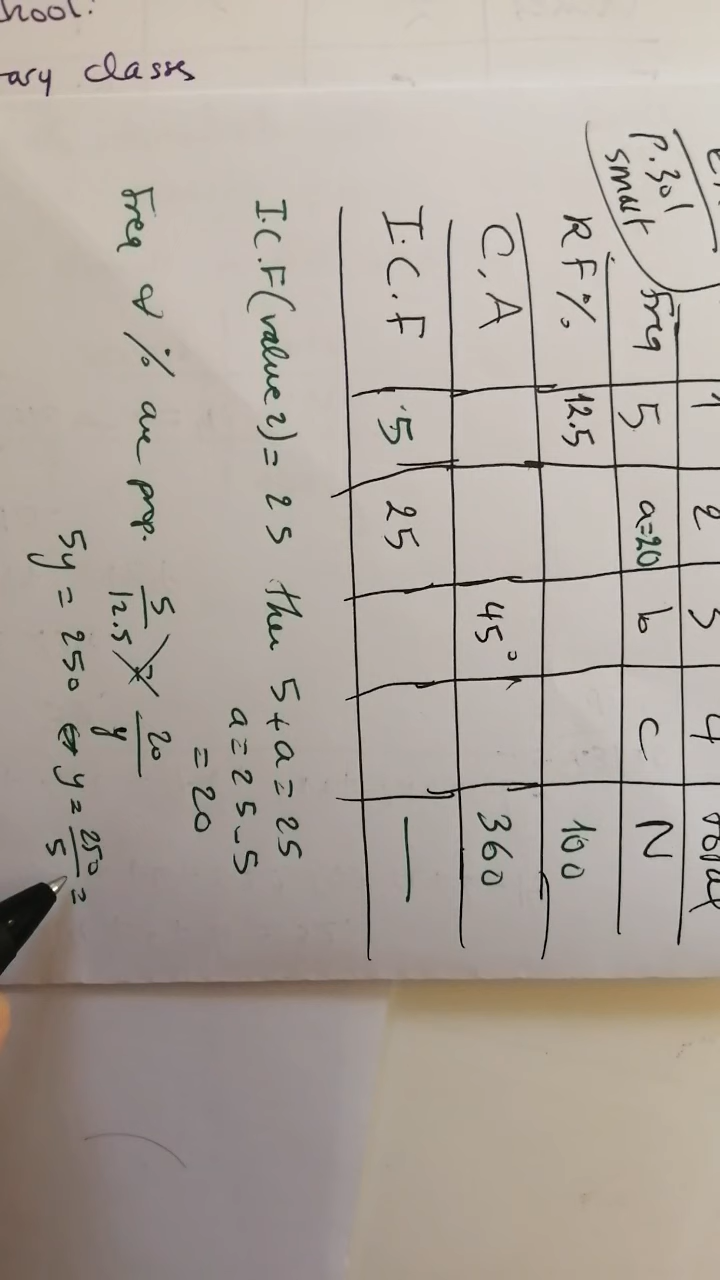 hool.
ary classes
P.301
small
1 2 3 4 Total
freq 5 a=20 b c N
RF% 12.5 100
C.A 45° 360
I.C.F 5 25 —
I.C.F(value 2) = 25 then 5 + a = 25
a = 25 - 5
= 20
freq & % are prop. 5/12.5 = 20/y
5y = 250 y = 250/5 =